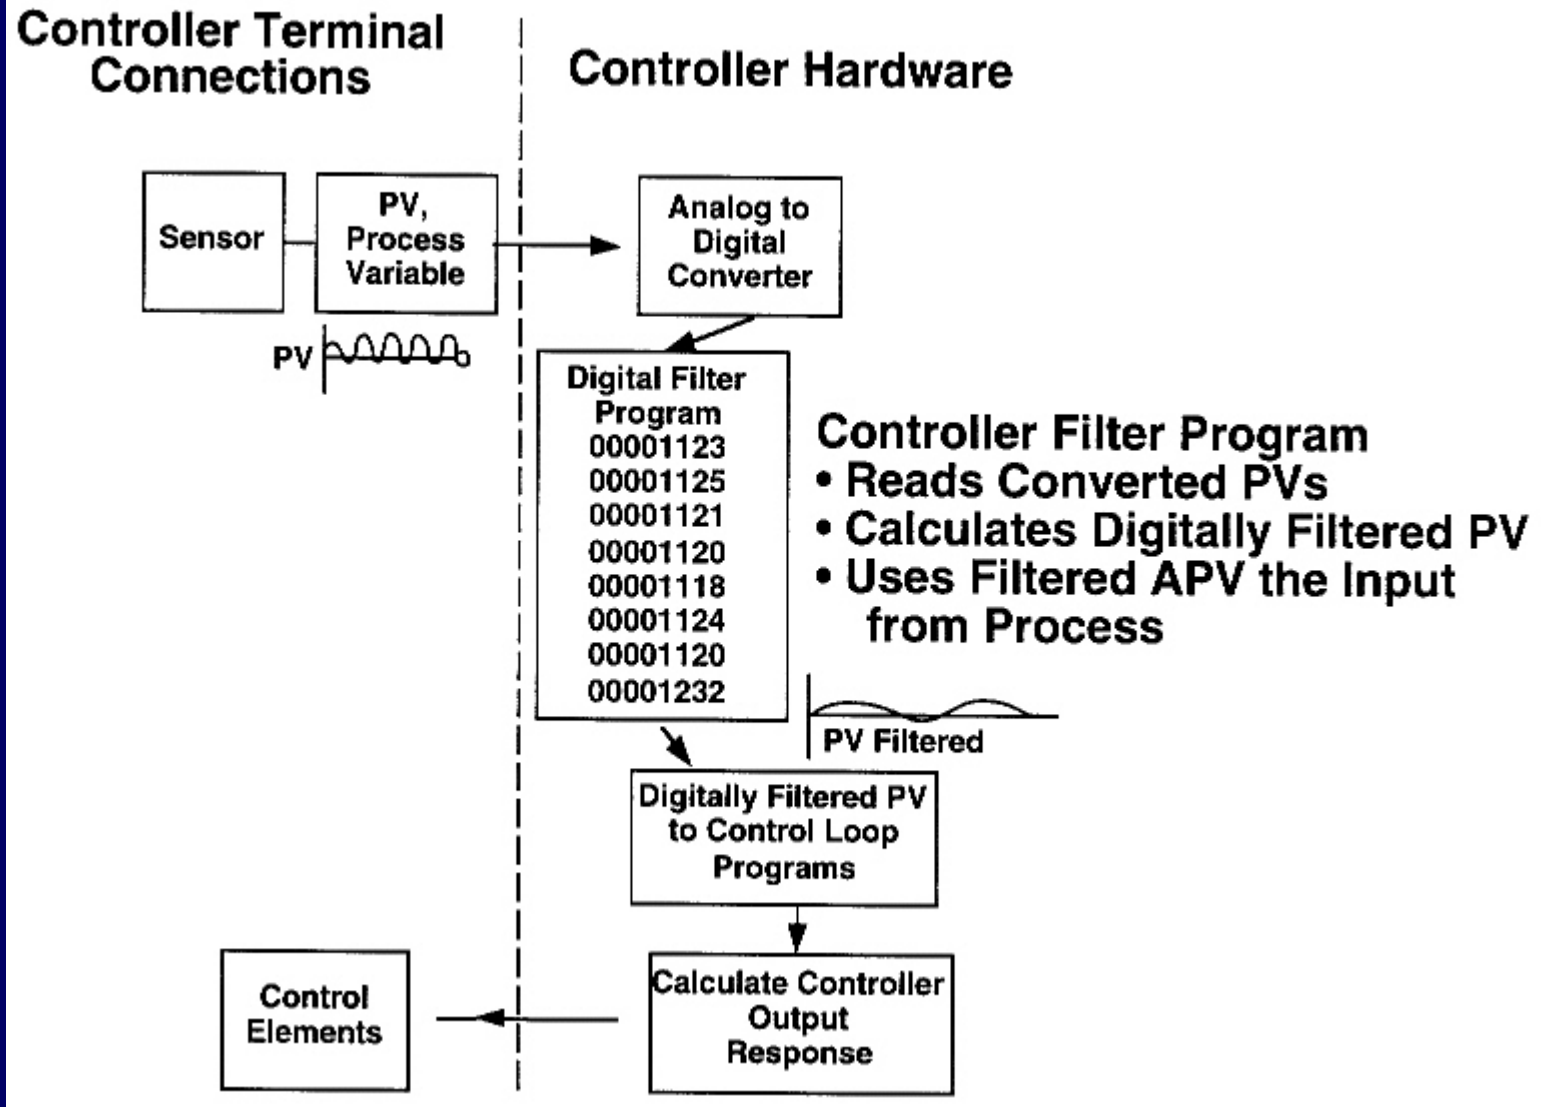 Controller Terminal
Connections
Controller Hardware
Sensor
PV,
Process
Variable
Analog to
Digital
Converter
PV
Digital Filter
Program
00001123
00001125
00001121
00001120
00001118
00001124
00001120
00001232
Controller Filter Program
• Reads Converted PVs
• Calculates Digitally Filtered PV
• Uses Filtered APV the Input
from Process
PV Filtered
Digitally Filtered PV
to Control Loop
Programs
Control
Elements
Calculate Controller
Output
Response